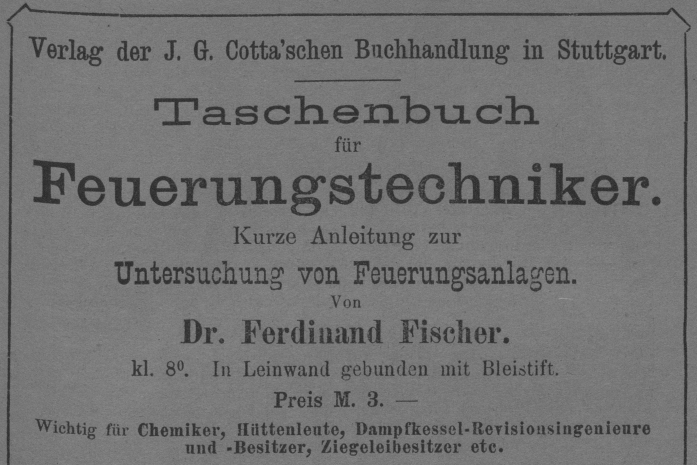 Verlag der J. G. Cotta'schen Buchhandlung in Stuttgart.
Taschenbuch
für
Feuerungstechniker.
Kurze Anleitung zur
Untersuchung von Feuerungsanlagen.
Von
Dr. Ferdinand Fischer.
kl. 8⁰. In Leinwand gebunden mit Bleistift.
Preis M. 3. —
Wichtig für Chemiker, Hüttenleute, Dampfkessel-Revisionsingenieure
und -Besitzer, Ziegeleibesitzer etc.